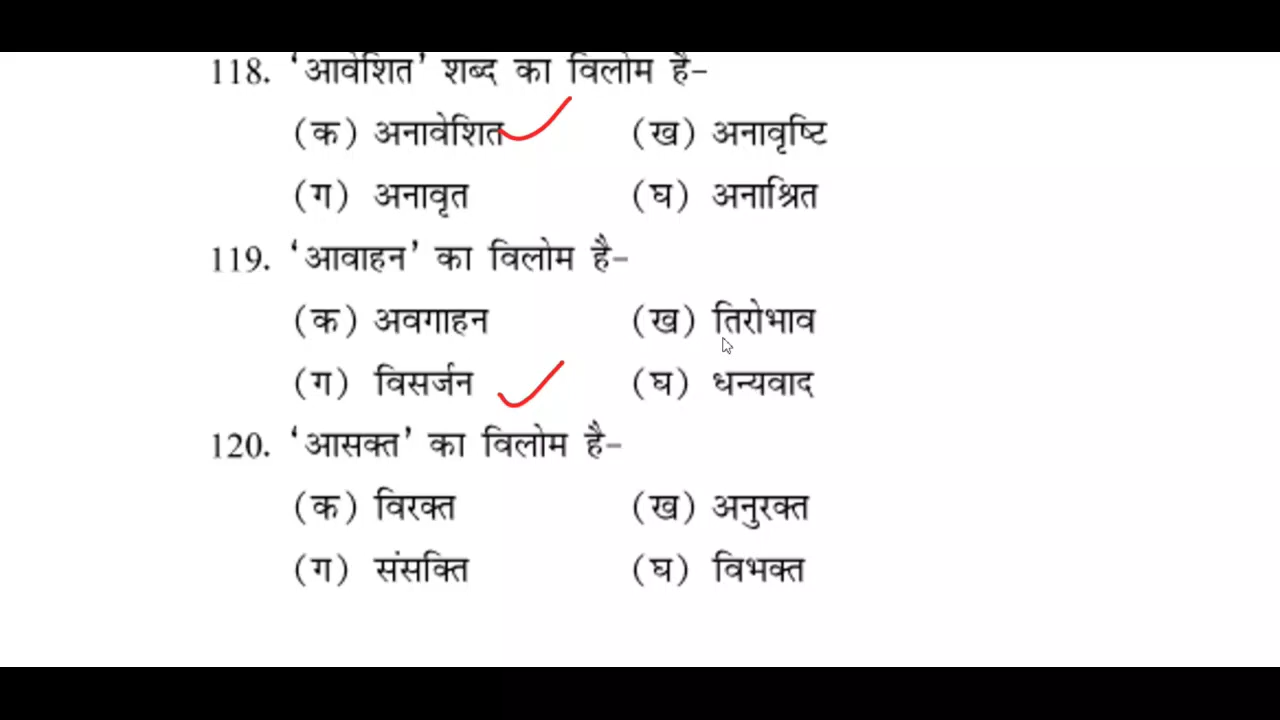 118. ‘आवेशित’ शब्द का विलोम है-
(क) अनावेशित (ख) अनावृष्टि
(ग) अनावृत (घ) अनाश्रित
119. ‘आवाहन’ का विलोम है-
(क) अवगाहन (ख) तिरोभाव
(ग) विसर्जन (घ) धन्यवाद
120. ‘आसक्त’ का विलोम है-
(क) विरक्त (ख) अनुरक्त
(ग) संसक्ति (घ) विभक्त